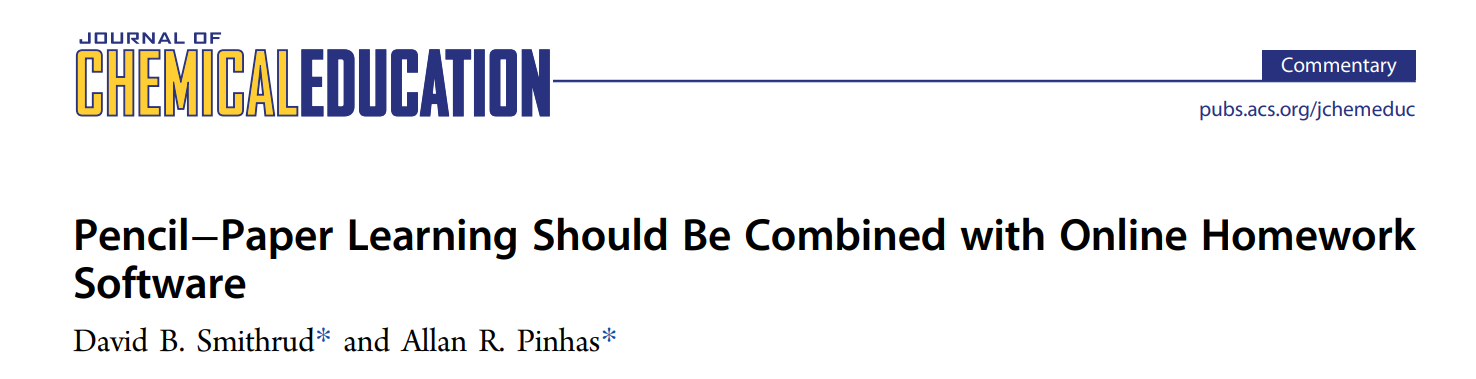 JOURNAL OF
CHEMICALEDUCATION
Commentary
pubs.acs.org/jchemeduc
Pencil−Paper Learning Should Be Combined with Online Homework
Software
David B. Smithrud* and Allan R. Pinhas*